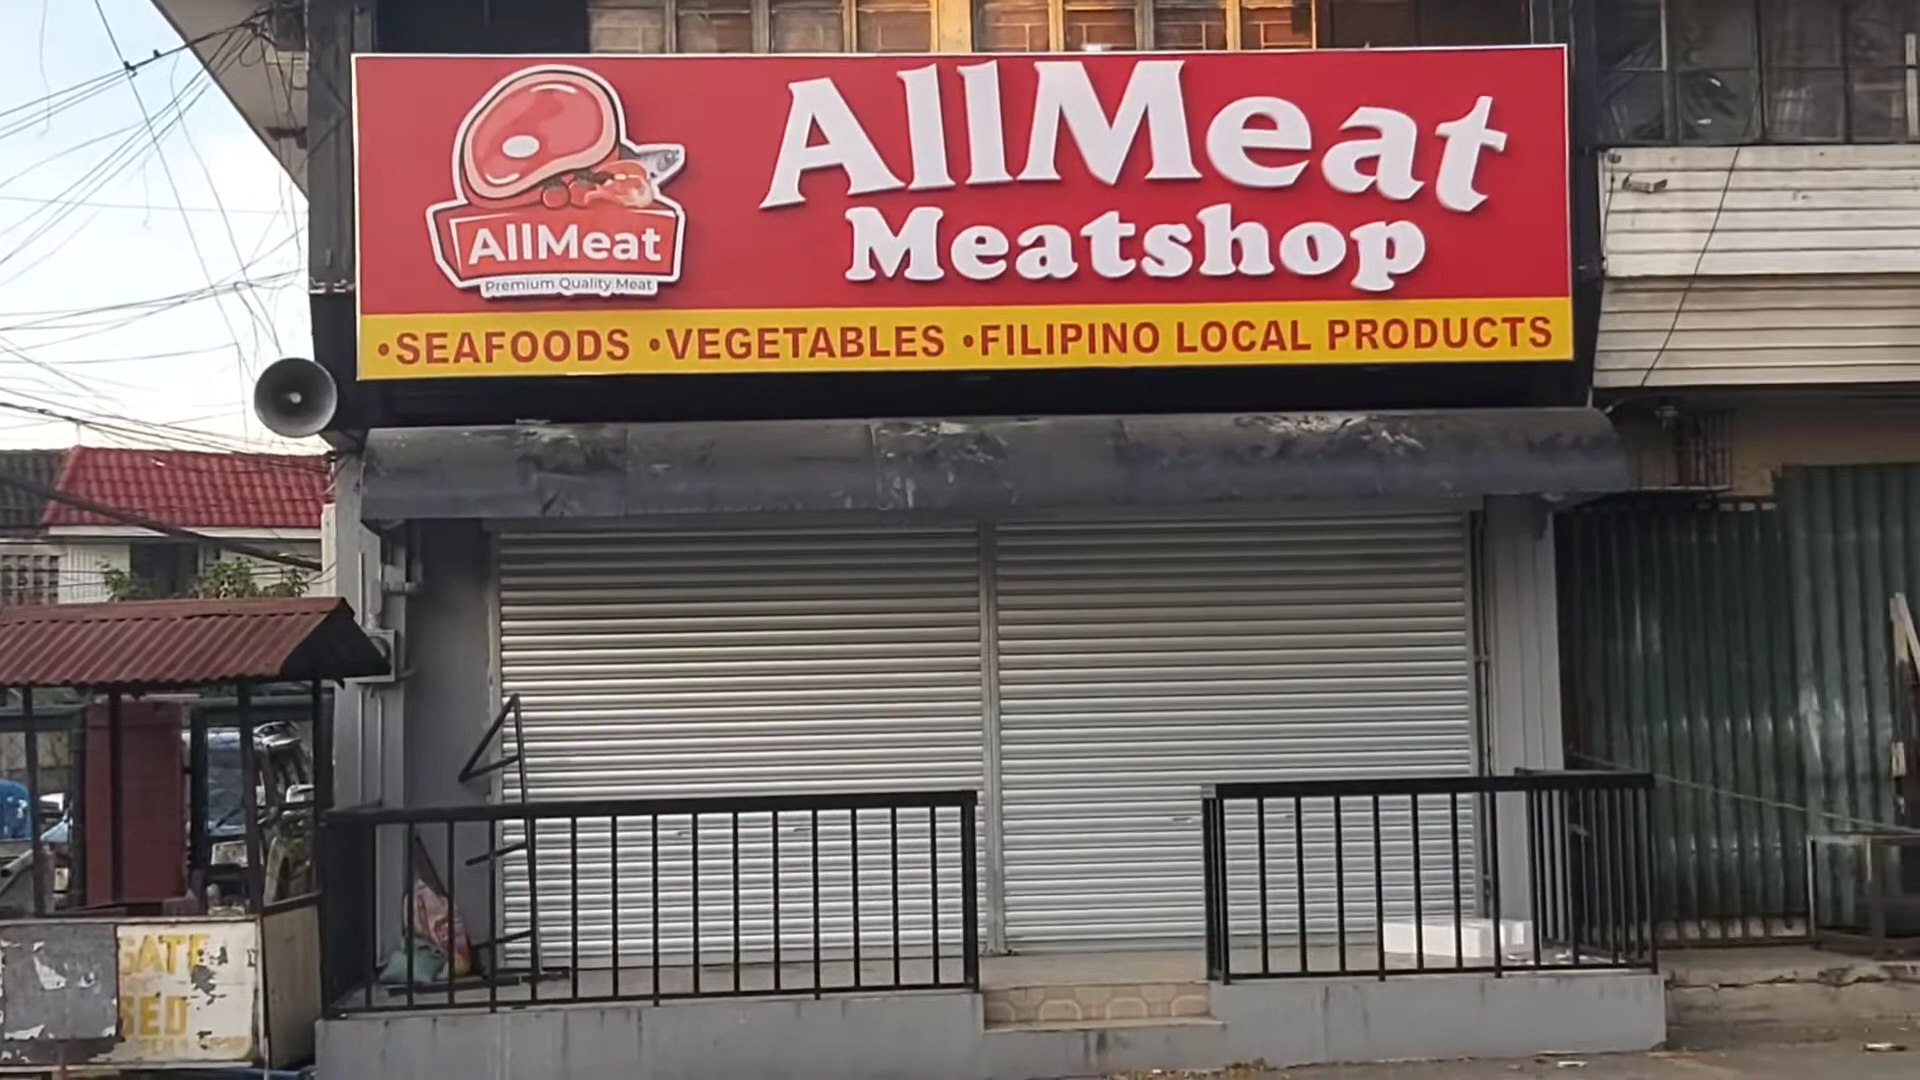 AllMeat
Meatshop
AllMeat
Premium Quality Meat
•SEAFOODS •VEGETABLES •FILIPINO LOCAL PRODUCTS
GATE